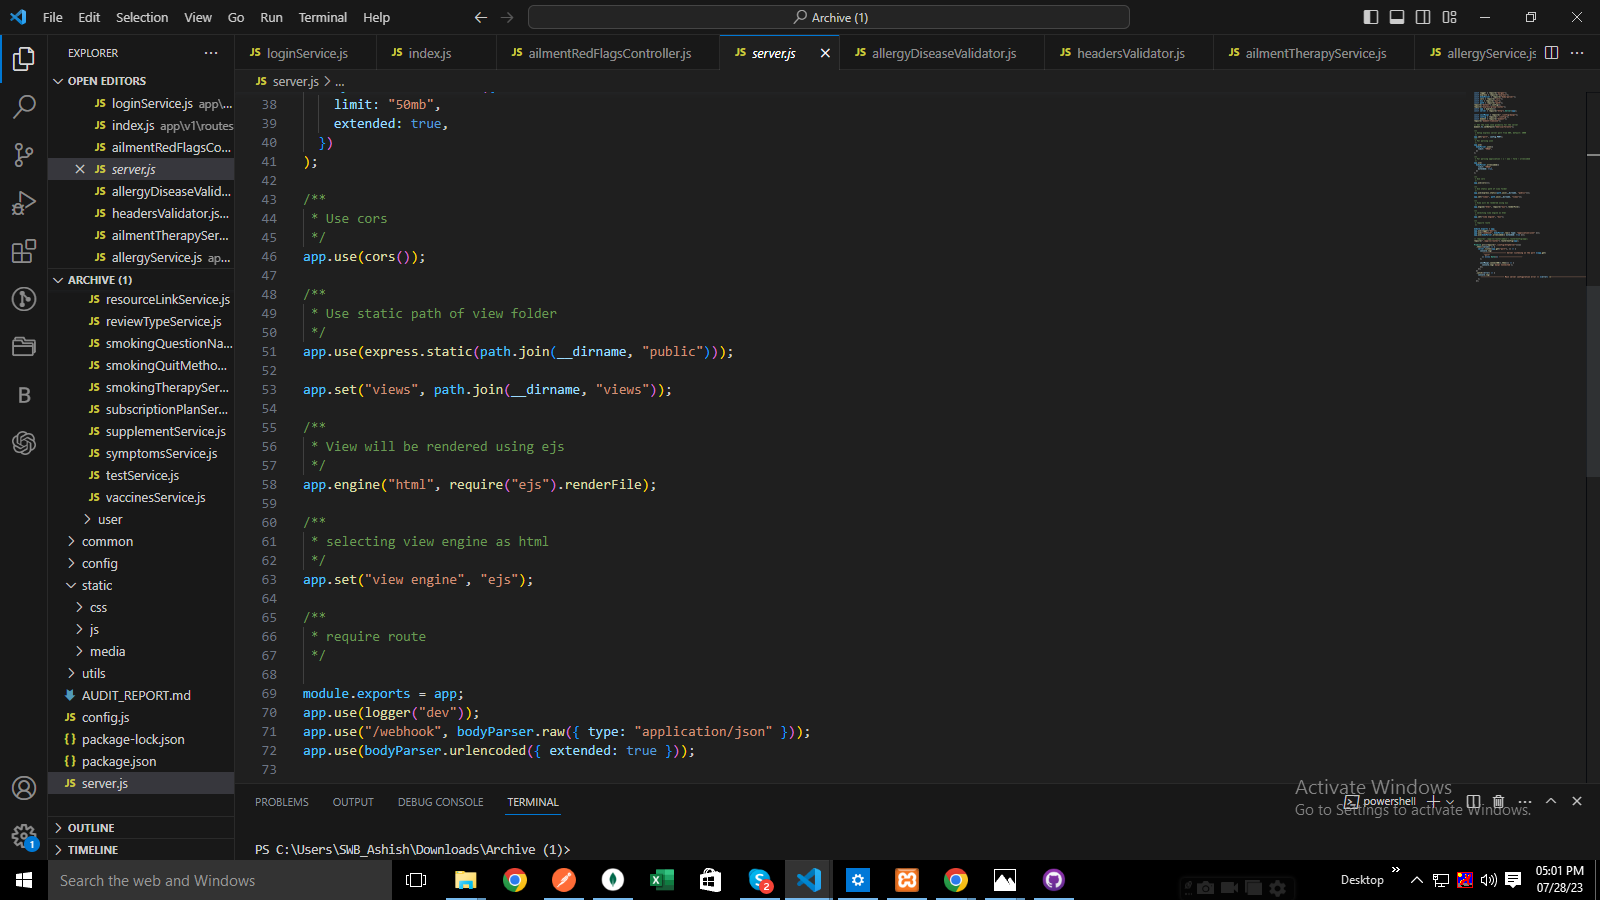 File Edit Selection View Go Run Terminal Help
Archive (1)
EXPLORER
OPEN EDITORS
JS loginService.js app\...
JS index.js app\v1\routes
JS ailmentRedFlagsCo...
JS server.js
JS allergyDiseaseValid...
JS headersValidator.js...
JS ailmentTherapySer...
JS allergyService.js ap...
ARCHIVE (1)
JS resourceLinkService.js
JS reviewTypeService.js
JS smokingQuestionNa...
JS smokingQuitMetho...
JS smokingTherapySer...
JS subscriptionPlanSer...
JS supplementService.js
JS symptomsService.js
JS testService.js
JS vaccinesService.js
user
common
config
static
css
js
media
utils
AUDIT_REPORT.md
JS config.js
{} package-lock.json
{} package.json
JS server.js
OUTLINE
TIMELINE
JS loginService.js JS index.js JS ailmentRedFlagsController.js JS server.js JS allergyDiseaseValidator.js JS headersValidator.js JS ailmentTherapyService.js JS allergyService.js
JS server.js > ...
38 limit: "50mb",
39 extended: true,
40 })
41 );
42
43 /**
44 * Use cors
45 */
46 app.use(cors());
47
48 /**
49 * Use static path of view folder
50 */
51 app.use(express.static(path.join(__dirname, "public")));
52
53 app.set("views", path.join(__dirname, "views"));
54
55 /**
56 * View will be rendered using ejs
57 */
58 app.engine("html", require("ejs").renderFile);
59
60 /**
61 * selecting view engine as html
62 */
63 app.set("view engine", "ejs");
64
65 /**
66 * require route
67 */
68
69 module.exports = app;
70 app.use(logger("dev"));
71 app.use("/webhook", bodyParser.raw({ type: "application/json" }));
72 app.use(bodyParser.urlencoded({ extended: true }));
73
PROBLEMS OUTPUT DEBUG CONSOLE TERMINAL
powershell
PS C:\Users\SWB_Ashish\Downloads\Archive (1)>
Activate Windows
Go to Settings to activate Windows.
B
1
Search the web and Windows
2
Desktop
05:01 PM
07/28/23